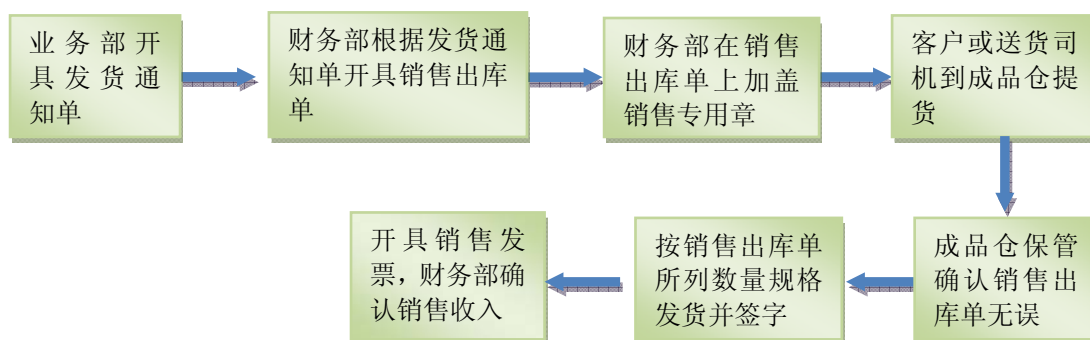 业务部开
具发货通
知单
财务部根据发货通
知单开具销售出库
单
财务部在销售
出库单上加盖
销售专用章
客户或送货司
机到成品仓提
货
成品仓保管
确认销售出
库单无误
按销售出库单
所列数量规格
发货并签字
开具销售发
票，财务部确
认销售收入